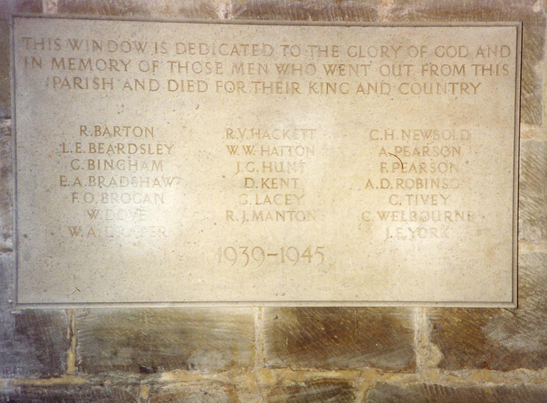 THIS WINDOW IS DEDICATED TO THE GLORY OF GOD AND
IN MEMORY OF THOSE MEN WHO WENT OUT FROM THIS
PARISH AND DIED FOR THEIR KING AND COUNTRY
R. BARTON
L. E. BEARDSLEY
C. BINGHAM
E. A. BRADSHAW
F. O. BROGAN
W. DOVE
W. A. DRAPER
R. V. HACKETT
W. W. HATTON
J. G. HUNT
D. KENT
G. LACEY
R. J. MANTON
C. H. NEWBOLD
A. PEARSON
F. PEARSON
A. D. ROBINSON
C. TIVEY
C. WELBOURNE
J. E. YORK
1939-1945